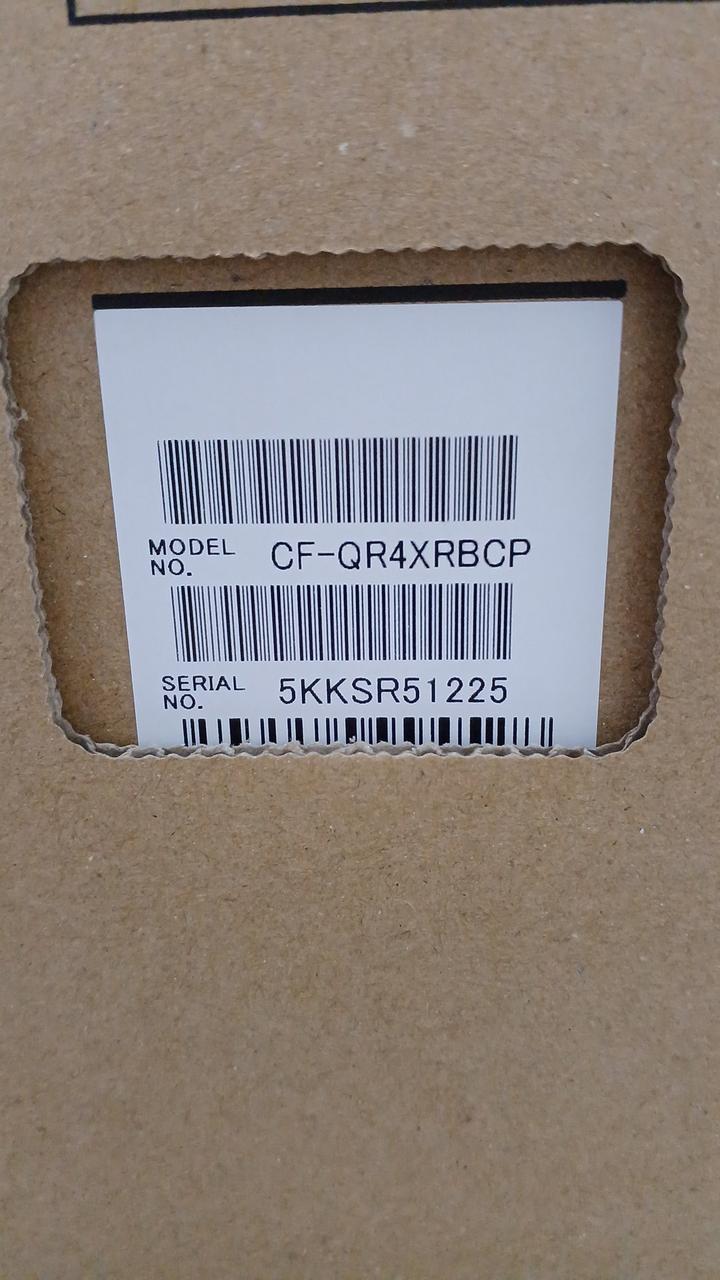 MODEL NO. CF-QR4XRBCP
SERIAL NO. 5KKSR51225